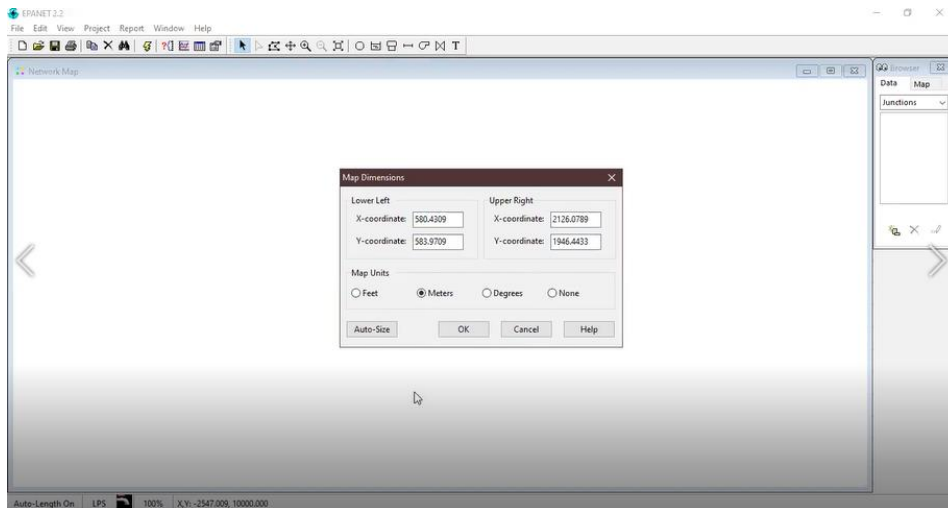 EPANET 2.2
File Edit View Project Report Window Help
T
Network Map
Browser
Data Map
Junctions
Map Dimensions
Lower Left Upper Right
X-coordinate: 580.4309 X-coordinate: 2126.0789
Y-coordinate: 583.9709 Y-coordinate: 1946.4433
Map Units
Feet Meters Degrees None
Auto-Size OK Cancel Help
Auto-Length On LPS 100% X,Y: -2547.009, 10000.000